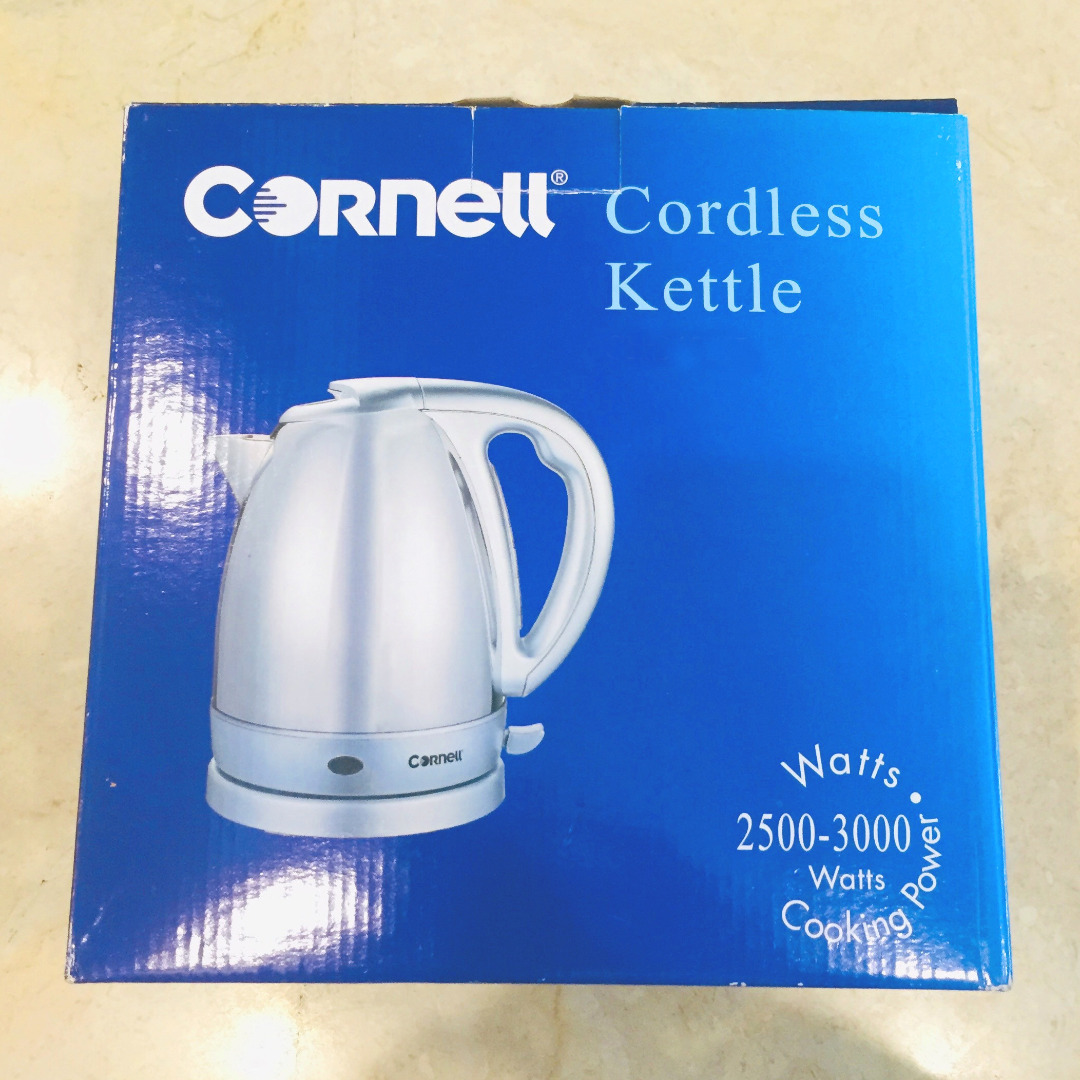 CORNELL® Cordless
Kettle
CORNELL
Watts • Cooking Power
2500-3000
Watts